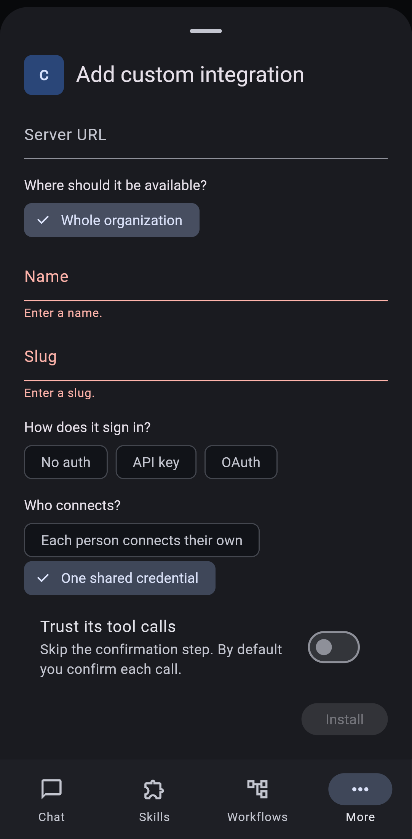 C
Add custom integration
Server URL
Where should it be available?
Whole organization
Name
Enter a name.
Slug
Enter a slug.
How does it sign in?
No auth
API key
OAuth
Who connects?
Each person connects their own
One shared credential
Trust its tool calls
Skip the confirmation step. By default
you confirm each call.
Install
Chat
Skills
Workflows
More